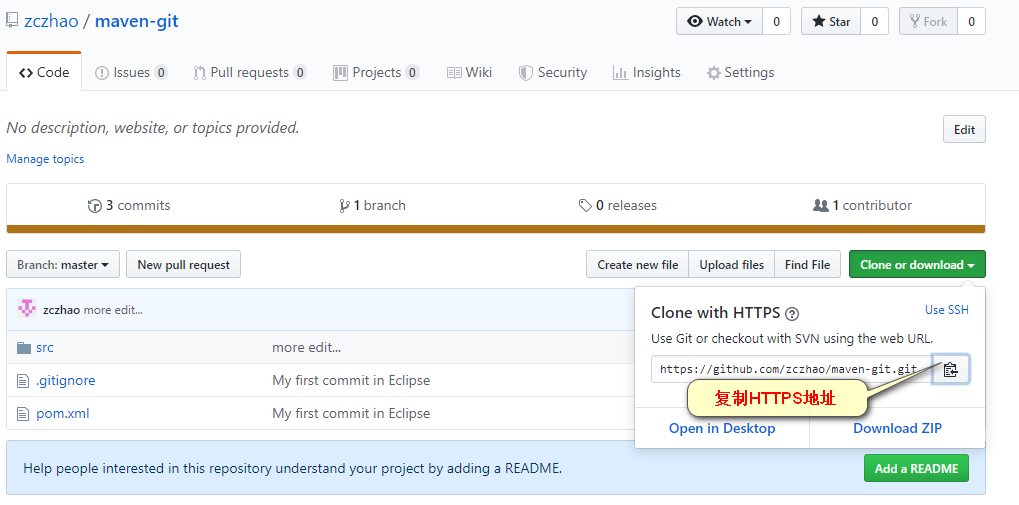 zczhao / maven-git
Watch 0 Star 0 Fork 0
Code Issues 0 Pull requests 0 Projects 0 Wiki Security Insights Settings
No description, website, or topics provided.
Edit
Manage topics
3 commits 1 branch 0 releases 1 contributor
Branch: master New pull request Create new file Upload files Find File Clone or download
zczhao more edit...
src more edit...
.gitignore My first commit in Eclipse
pom.xml My first commit in Eclipse
Clone with HTTPS ? Use SSH
Use Git or checkout with SVN using the web URL.
https://github.com/zczhao/maven-git.git
复制HTTPS地址
Open in Desktop Download ZIP
Help people interested in this repository understand your project by adding a README.
Add a README